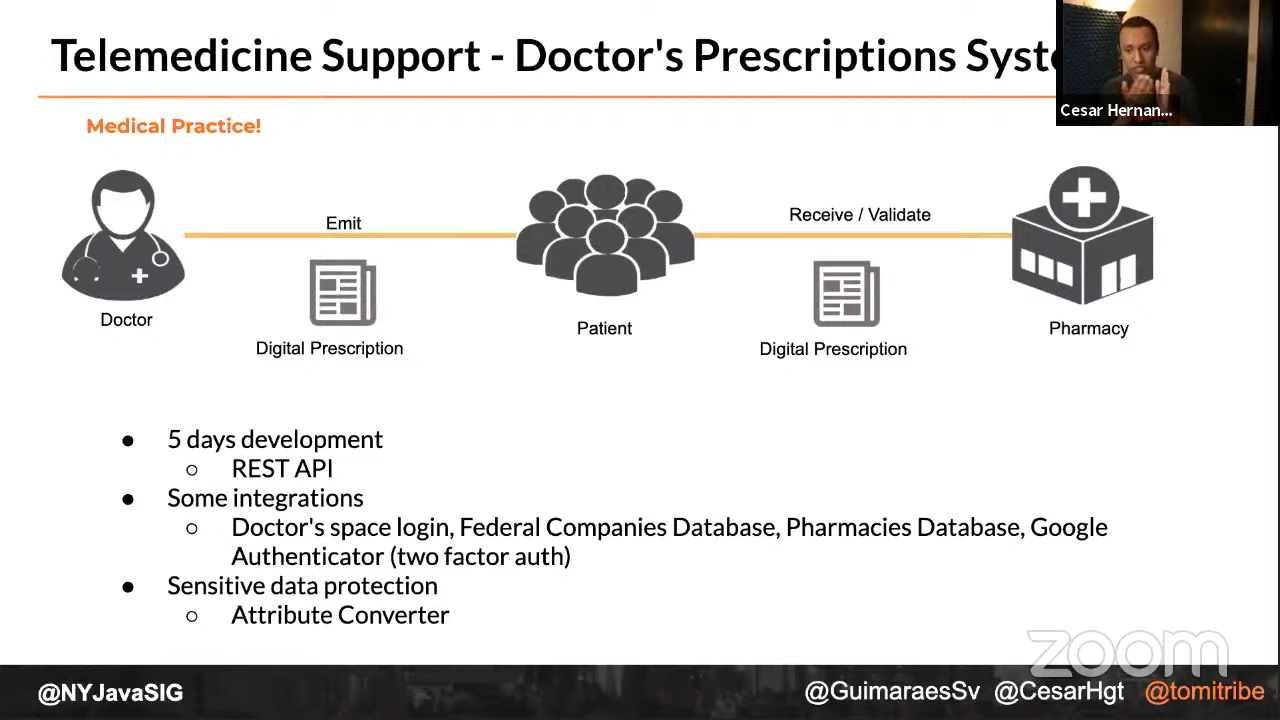 Telemedicine Support - Doctor's Prescriptions Syste
Cesar Hernan...
Medical Practice!
Emit
Receive / Validate
Doctor
Digital Prescription
Patient
Digital Prescription
Pharmacy
● 5 days development
○ REST API
● Some integrations
○ Doctor's space login, Federal Companies Database, Pharmacies Database, Google
Authenticator (two factor auth)
● Sensitive data protection
○ Attribute Converter
zoom
@NYJavaSIG
@GuimaraesSv @CesarHgt @tomitribe